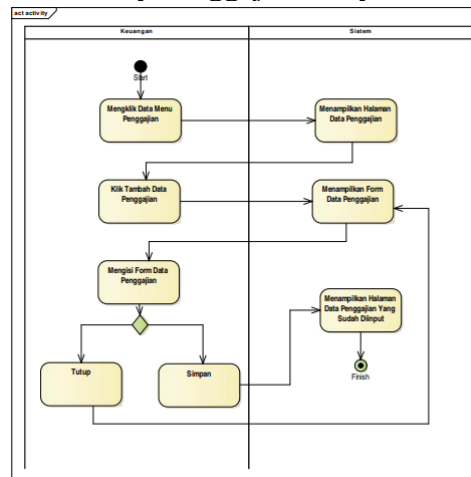 act activity
Keuangan
Sistem
Start
Mengklik Data Menu
Penggajian
Menampilkan Halaman
Data Penggajian
Klik Tambah Data
Penggajian
Menampilkan Form
Data Penggajian
Mengisi Form Data
Penggajian
Menampilkan Halaman
Data Penggajian Yang
Sudah Diinput
Tutup
Simpan
Finish